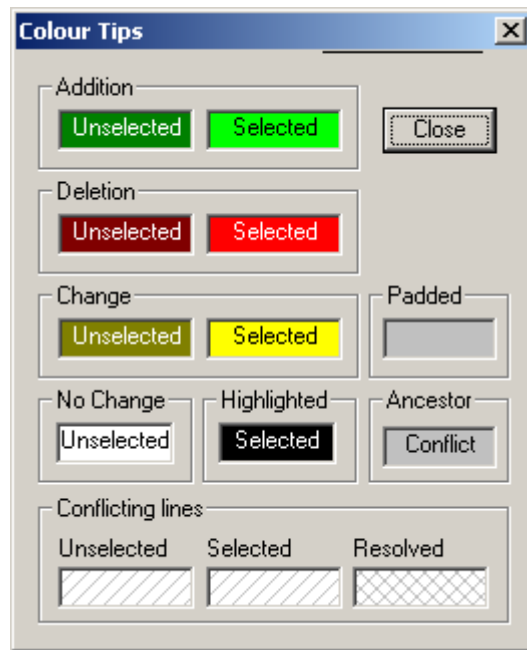 Colour Tips
Addition
Unselected Selected Close
Deletion
Unselected Selected
Change Padded
Unselected Selected
No Change Highlighted Ancestor
Unselected Selected Conflict
Conflicting lines
Unselected Selected Resolved